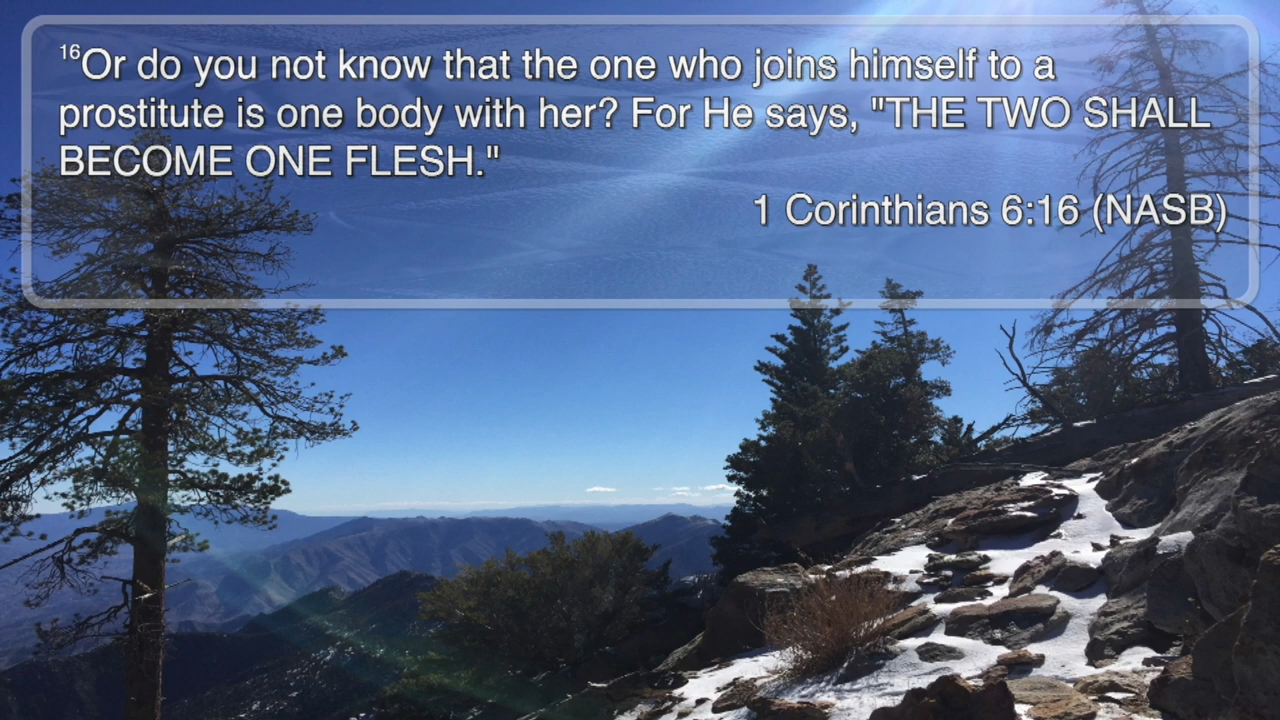 16Or do you not know that the one who joins himself to a
prostitute is one body with her? For He says, "THE TWO SHALL
BECOME ONE FLESH."
1 Corinthians 6:16 (NASB)